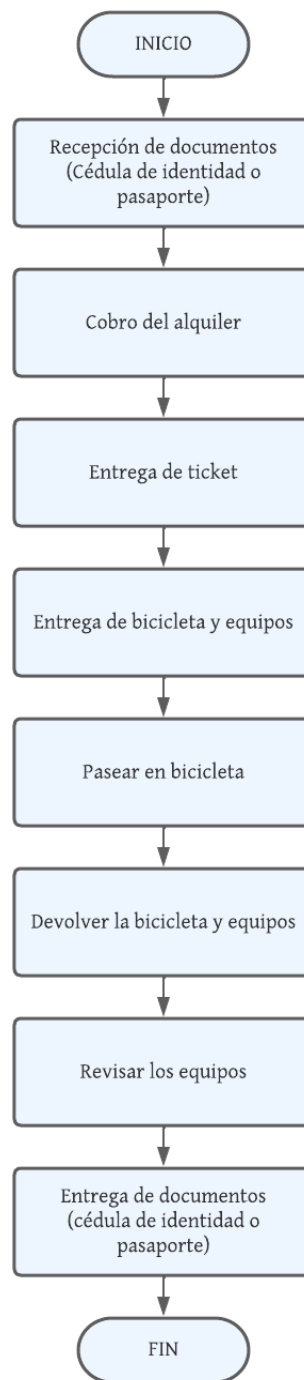 INICIO
Recepción de documentos
(Cédula de identidad o
pasaporte)
Cobro del alquiler
Entrega de ticket
Entrega de bicicleta y equipos
Pasear en bicicleta
Devolver la bicicleta y equipos
Revisar los equipos
Entrega de documentos
(cédula de identidad o
pasaporte)
FIN